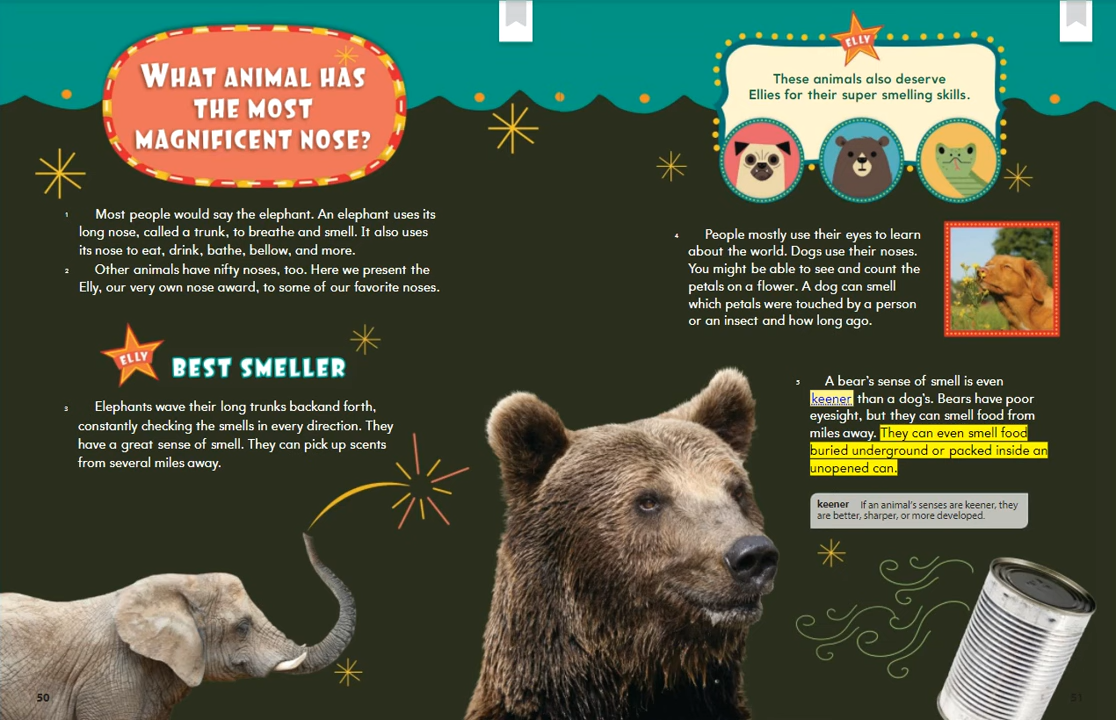 WHAT ANIMAL HAS
THE MOST
MAGNIFICENT NOSE?
1 Most people would say the elephant. An elephant uses its
long nose, called a trunk, to breathe and smell. It also uses
its nose to eat, drink, bathe, bellow, and more.
2 Other animals have nifty noses, too. Here we present the
Elly, our very own nose award, to some of our favorite noses.
ELLY
BEST SMELLER
3 Elephants wave their long trunks backand forth,
constantly checking the smells in every direction. They
have a great sense of smell. They can pick up scents
from several miles away.
50
ELLY
These animals also deserve
Ellies for their super smelling skills.
4 People mostly use their eyes to learn
about the world. Dogs use their noses.
You might be able to see and count the
petals on a flower. A dog can smell
which petals were touched by a person
or an insect and how long ago.
5 A bear's sense of smell is even
keener than a dog's. Bears have poor
eyesight, but they can smell food from
miles away. They can even smell food
buried underground or packed inside an
unopened can.
keener If an animal's senses are keener, they
are better, sharper, or more developed.
51